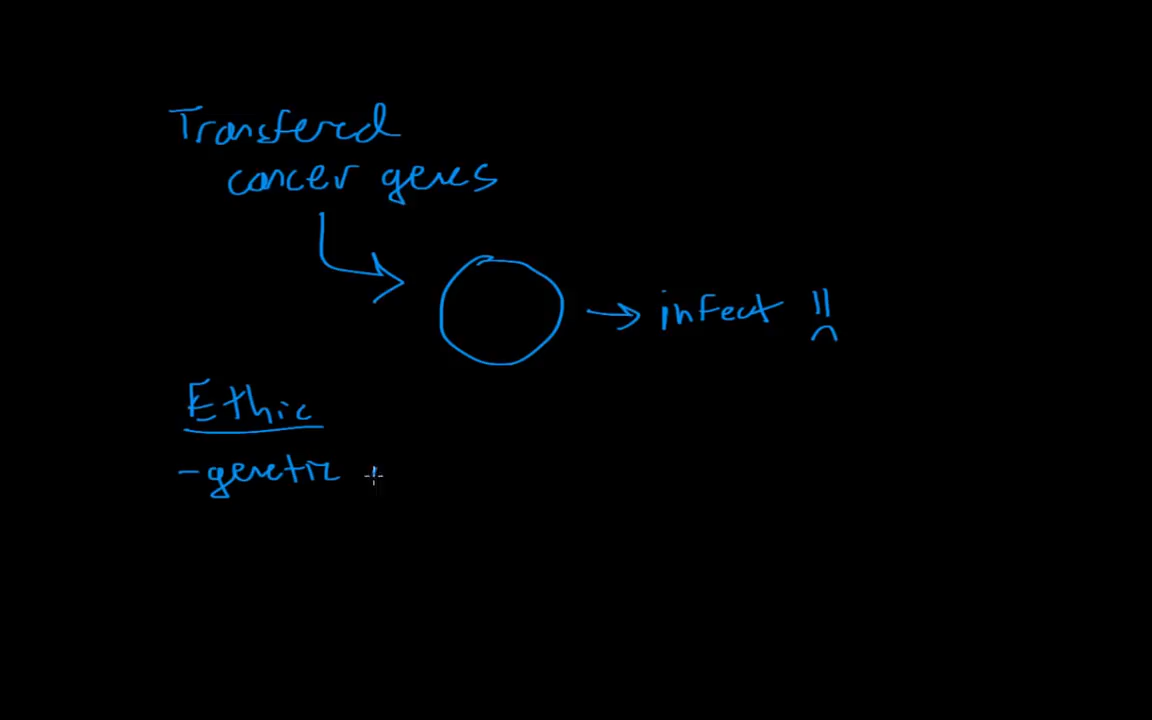 Transfered
cancer genes
infect
Ethic
- genetic